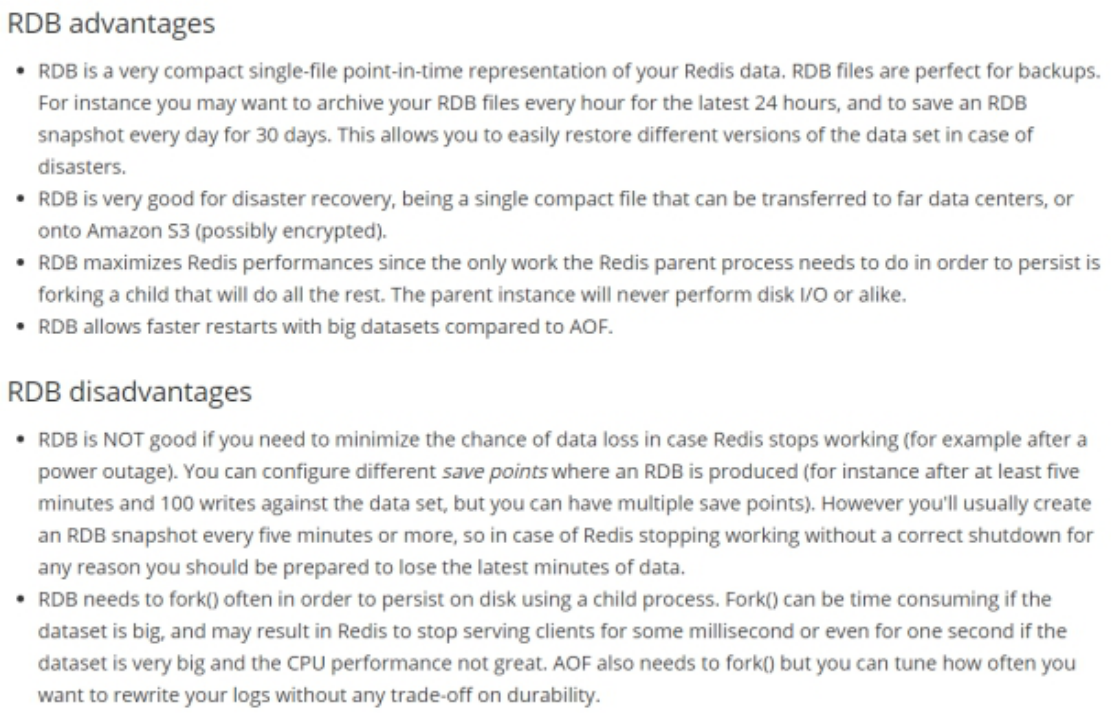 RDB advantages
• RDB is a very compact single-file point-in-time representation of your Redis data. RDB files are perfect for backups.
For instance you may want to archive your RDB files every hour for the latest 24 hours, and to save an RDB
snapshot every day for 30 days. This allows you to easily restore different versions of the data set in case of
disasters.
• RDB is very good for disaster recovery, being a single compact file that can be transferred to far data centers, or
onto Amazon S3 (possibly encrypted).
• RDB maximizes Redis performances since the only work the Redis parent process needs to do in order to persist is
forking a child that will do all the rest. The parent instance will never perform disk I/O or alike.
• RDB allows faster restarts with big datasets compared to AOF.
RDB disadvantages
• RDB is NOT good if you need to minimize the chance of data loss in case Redis stops working (for example after a
power outage). You can configure different save points where an RDB is produced (for instance after at least five
minutes and 100 writes against the data set, but you can have multiple save points). However you'll usually create
an RDB snapshot every five minutes or more, so in case of Redis stopping working without a correct shutdown for
any reason you should be prepared to lose the latest minutes of data.
• RDB needs to fork() often in order to persist on disk using a child process. Fork() can be time consuming if the
dataset is big, and may result in Redis to stop serving clients for some millisecond or even for one second if the
dataset is very big and the CPU performance not great. AOF also needs to fork() but you can tune how often you
want to rewrite your logs without any trade-off on durability.